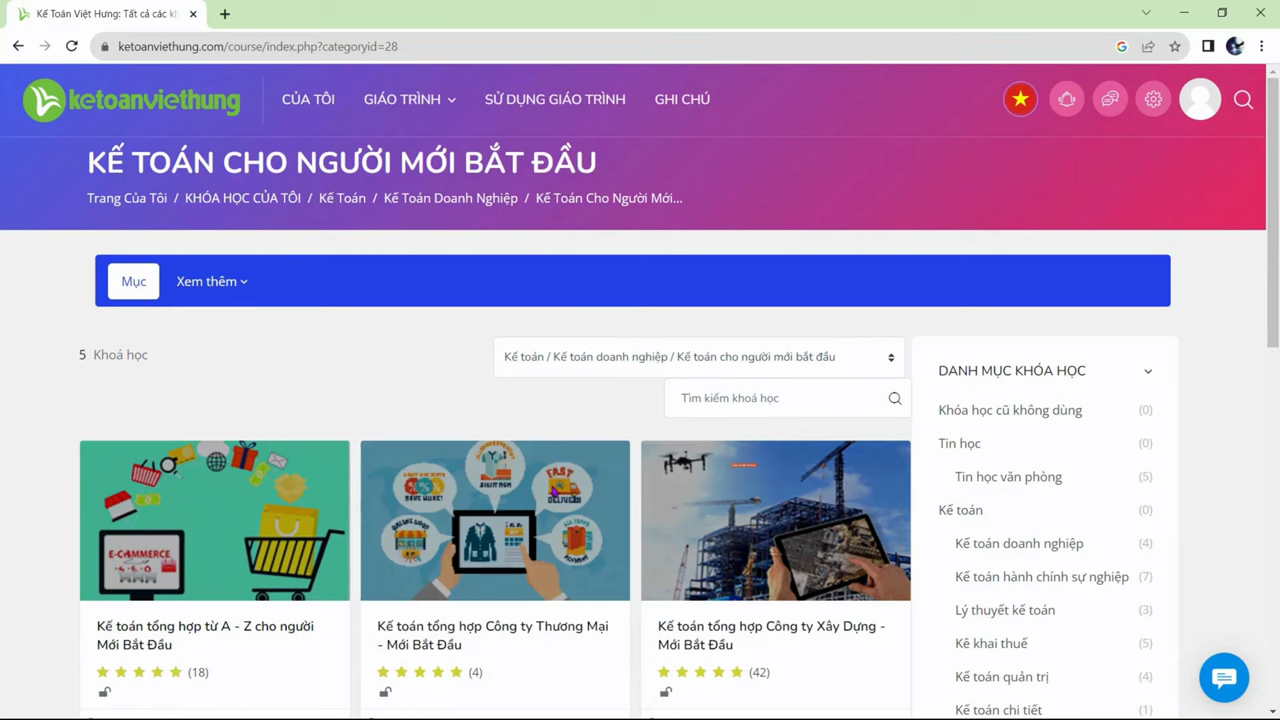 Kế Toán Việt Hưng: Tất cả các kh
ketoanviethung.com/course/index.php?categoryid=28
ketoanviethung
CỦA TÔI
GIÁO TRÌNH
SỬ DỤNG GIÁO TRÌNH
GHI CHÚ
KẾ TOÁN CHO NGƯỜI MỚI BẮT ĐẦU
Trang Của Tôi / KHÓA HỌC CỦA TÔI / Kế Toán / Kế Toán Doanh Nghiệp / Kế Toán Cho Người Mới...
Mục
Xem thêm
5 Khoá học
Kế toán / Kế toán doanh nghiệp / Kế toán cho người mới bắt đầu
Tìm kiếm khoá học
E-COMMERCE
FAST
DELIVERY
Kế toán tổng hợp từ A - Z cho người
Mới Bắt Đầu
(18)
Kế toán tổng hợp Công ty Thương Mại
- Mới Bắt Đầu
(4)
Kế toán tổng hợp Công ty Xây Dựng -
Mới Bắt Đầu
(42)
DANH MỤC KHÓA HỌC
Khóa học cũ không dùng (0)
Tin học (0)
Tin học văn phòng (5)
Kế toán (0)
Kế toán doanh nghiệp (4)
Kế toán hành chính sự nghiệp (7)
Lý thuyết kế toán (3)
Kê khai thuế (5)
Kế toán quản trị (4)
Kế toán chi tiết (1)